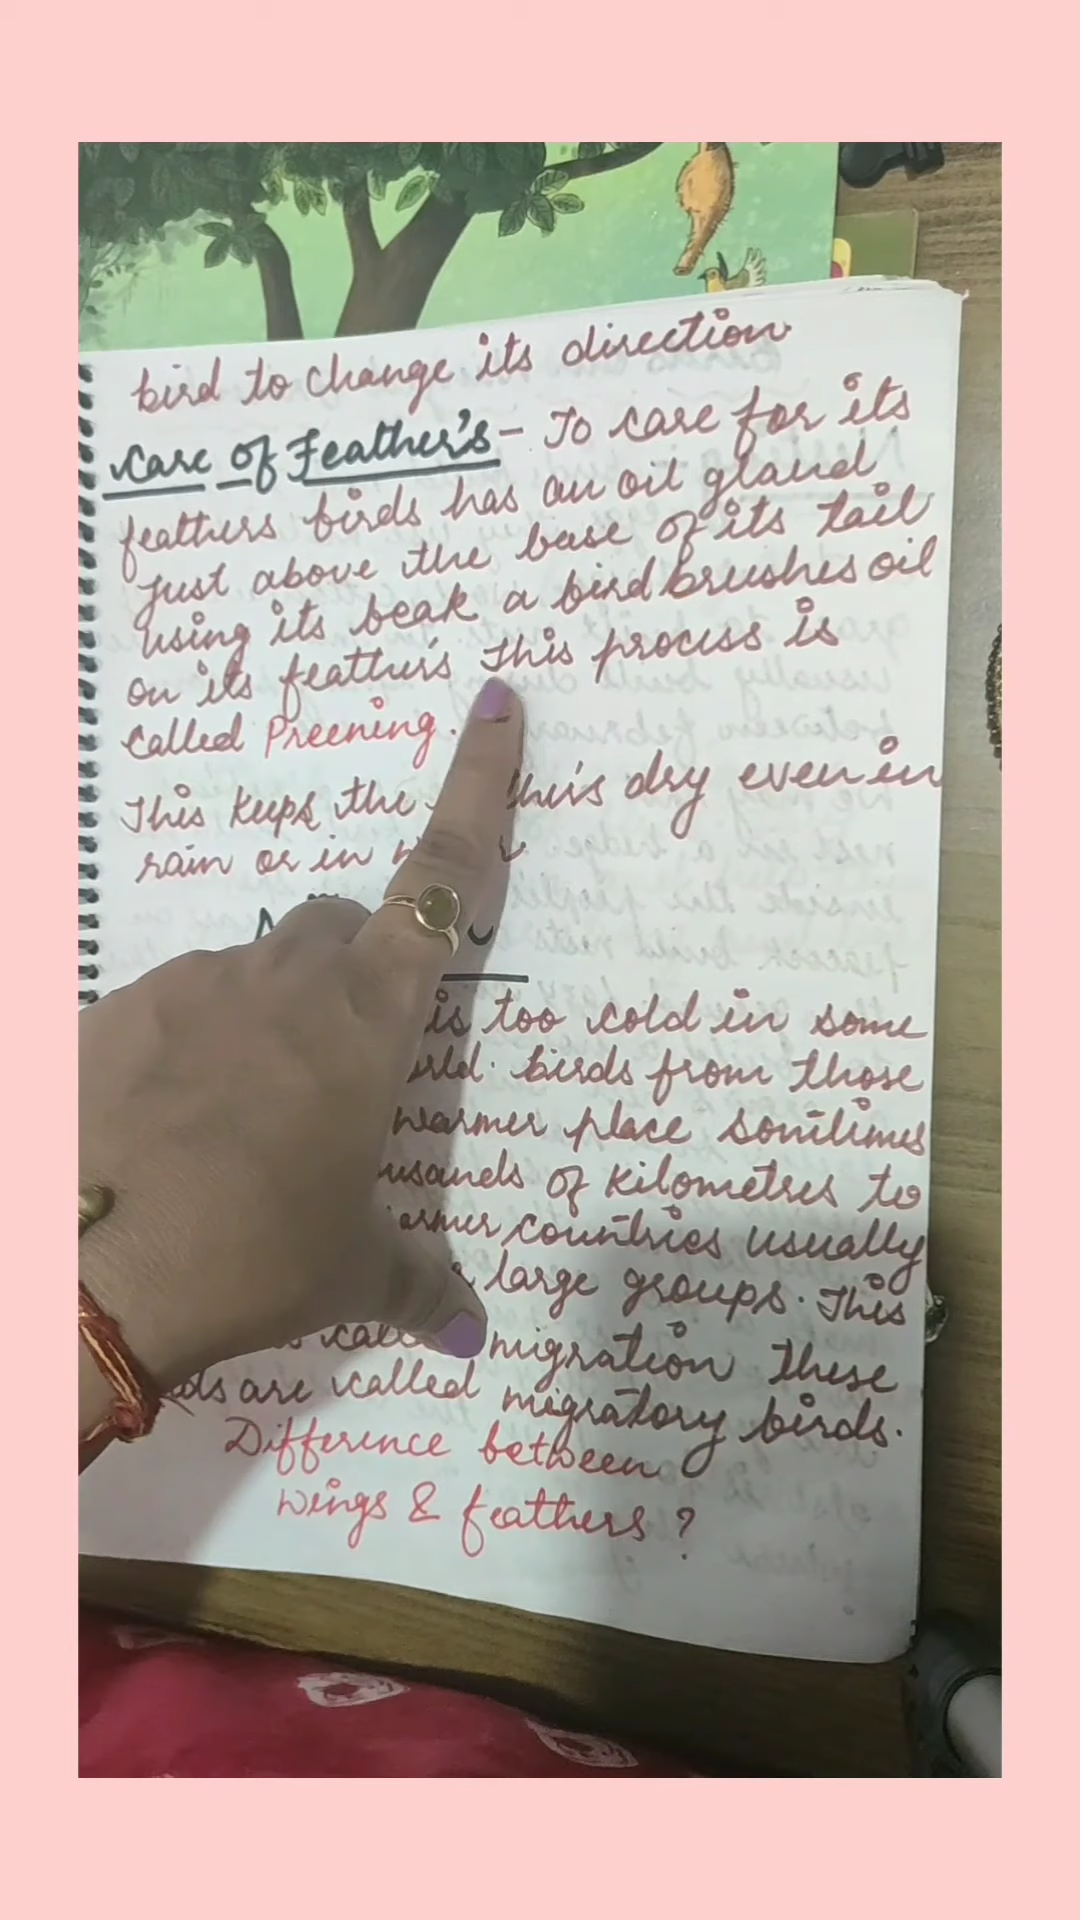 bird to change its direction
Care of Feather's - To care for its
feathers birds has an oil gland
just above the base of its tail
using its beak a bird brushes oil
on its feather's This process is
called Preening.
This keeps the dry even in
rain or in
is too cold in some
birds from those
warmer place
of kilometres to
countries usually
large groups. This
migration these
are called migratory birds.
Difference between
wings & feathers ?